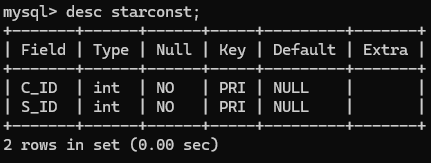 mysql> desc starconst;
+-------+------+------+-----+---------+-------+
| Field | Type | Null | Key | Default | Extra |
+-------+------+------+-----+---------+-------+
| C_ID  | int  | NO   | PRI | NULL    |       |
| S_ID  | int  | NO   | PRI | NULL    |       |
+-------+------+------+-----+---------+-------+
2 rows in set (0.00 sec)